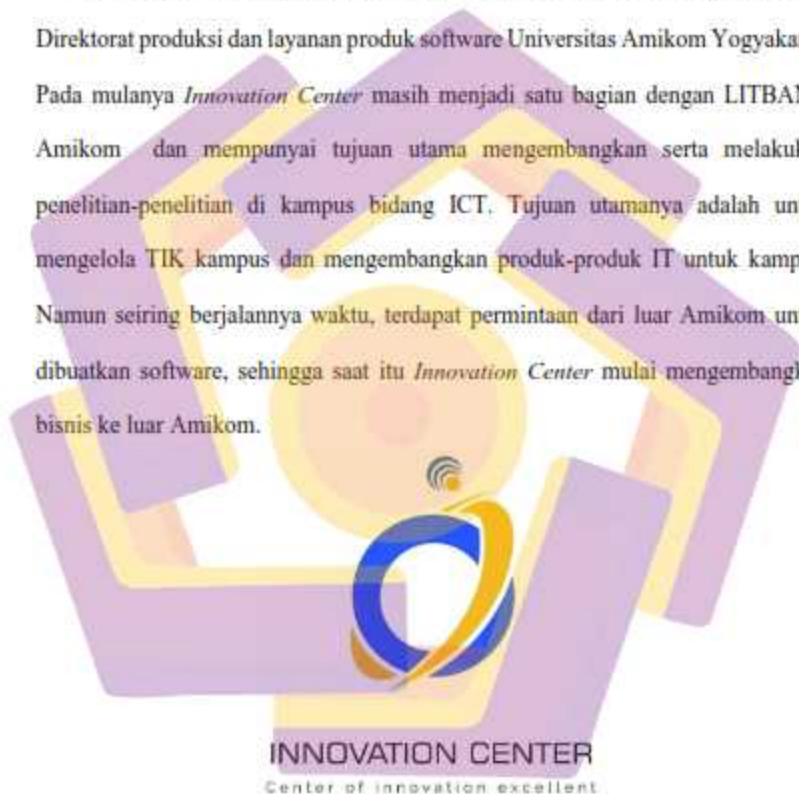 Direktorat produksi dan layanan produk software Universitas Amikom Yogyakar
Pada mulanya Innovation Center masih menjadi satu bagian dengan LITBAN
Amikom dan mempunyai tujuan utama mengembangkan serta melakuk
penelitian-penelitian di kampus bidang ICT. Tujuan utamanya adalah un
mengelola TIK kampus dan mengembangkan produk-produk IT untuk kamp
Namun seiring berjalannya waktu, terdapat permintaan dari luar Amikom un
dibuatkan software, sehingga saat itu Innovation Center mulai mengembangk
bisnis ke luar Amikom.
INNOVATION CENTER
Center of innovation excellent